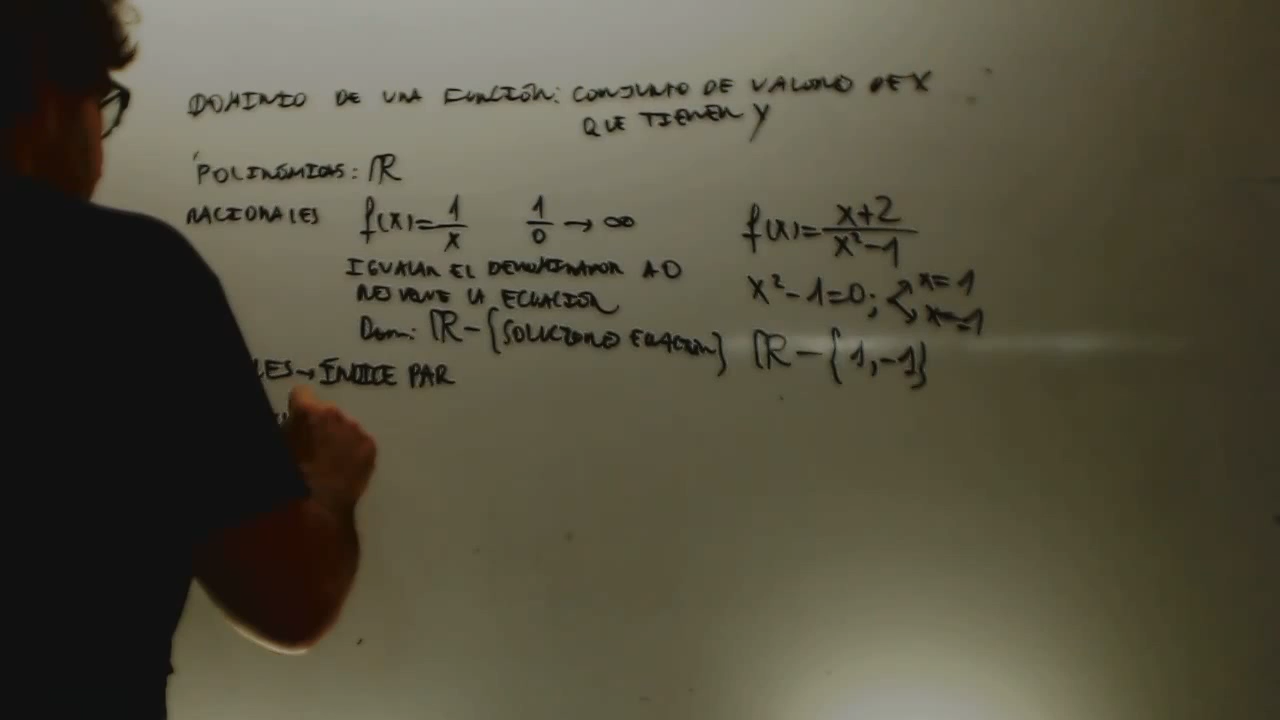 DOMINIO DE UNA FUNCIÓN: CONJUNTO DE VALORES DE X
QUE TIENEN Y
POLINÓMICAS: ℝ
RACIONALES f(x)=1/x 1/0 → ∞ f(x)=(x+2)/(x²-1)
IGUALAR EL DENOMINADOR A 0
RESOLVER LA ECUACIÓN
x²-1=0; x=1 x=-1
Dom: ℝ-{SOLUCIONES ECUACIÓN} ℝ-{1,-1}
LES→ÍNDICE PAR